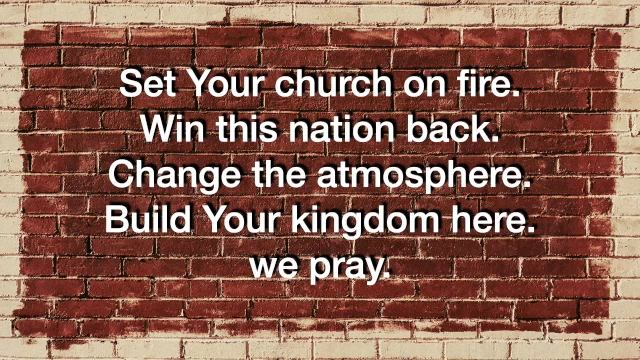 Set Your church on fire.
Win this nation back.
Change the atmosphere.
Build Your kingdom here.
we pray.